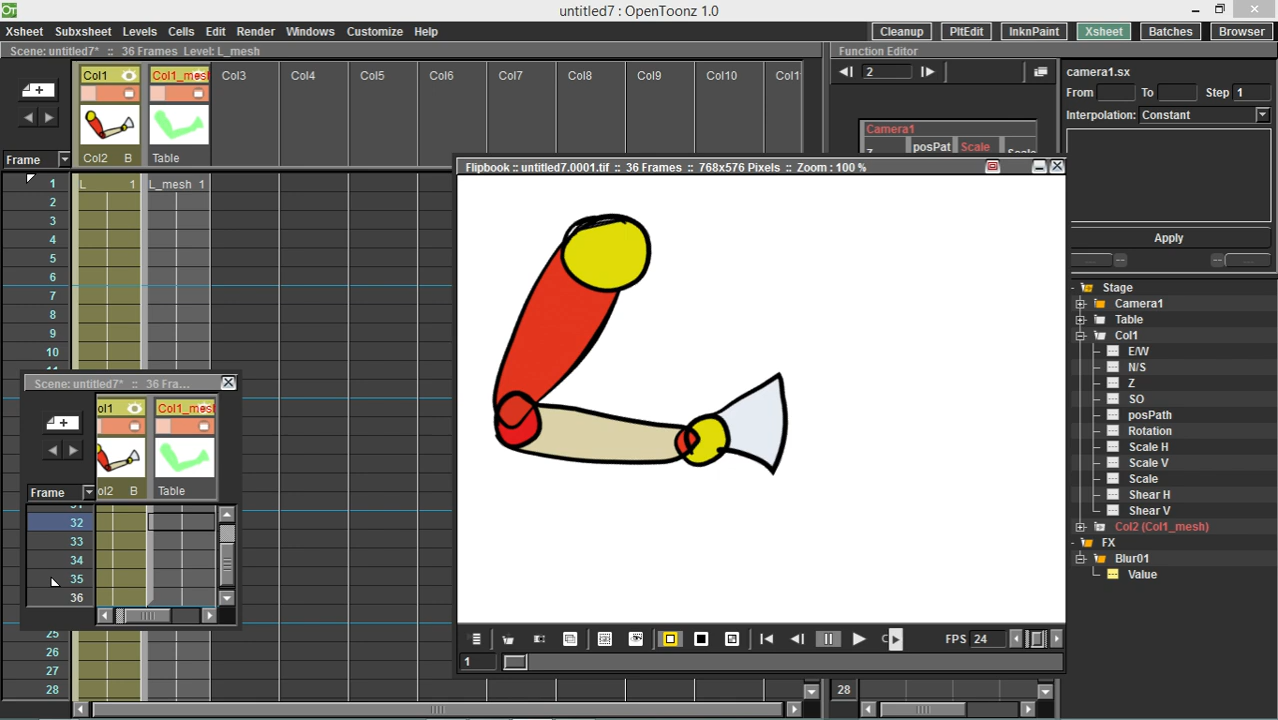 untitled7 : OpenToonz 1.0
Xsheet Subxsheet Levels Cells Edit Render Windows Customize Help
Cleanup PltEdit InknPaint Xsheet Batches Browser
Scene: untitled7* :: 36 Frames Level: L_mesh
Function Editor
Col1 Col1_mesl Col3 Col4 Col5 Col6 Col7 Col8 Col9 Col10 Col1
2
camera1.sx
From To Step 1
Interpolation: Constant
Camera1
posPat Scale
Frame
Col2 B Table
Flipbook :: untitled7.0001.tif :: 36 Frames :: 768x576 Pixels :: Zoom : 100 %
1 L 1 L_mesh 1
2
3
4
5
6
7
8
9
10
Apply
Stage
Camera1
Table
Col1
E/W
N/S
Z
SO
posPath
Rotation
Scale H
Scale V
Scale
Shear H
Shear V
Col2 (Col1_mesh)
FX
Blur01
Value
Scene: untitled7* :: 36 Fra...
ol1 Col1_mesl
Frame
ol2 B Table
32
33
34
35
36
25
26
27
28
FPS 24
1
28